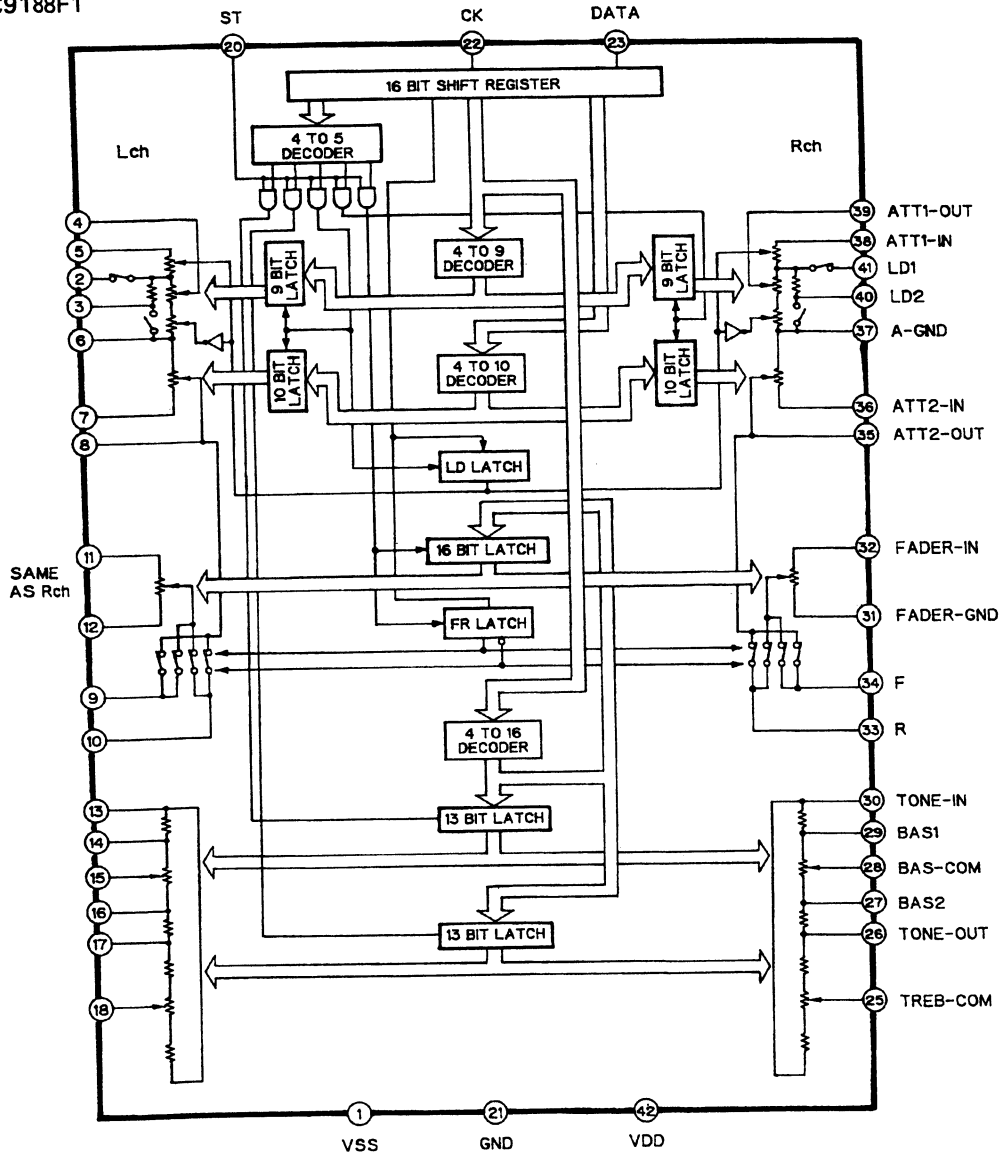 C9188F1
ST
CK
DATA
20
22
23
16 BIT SHIFT REGISTER
4 TO 5
DECODER
Lch
Rch
4
5
2
3
6
7
8
39 ATT1-OUT
38 ATT1-IN
41 LD1
40 LD2
37 A-GND
36 ATT2-IN
35 ATT2-OUT
9 BIT
LATCH
4 TO 9
DECODER
9 BIT
LATCH
10 BIT
LATCH
4 TO 10
DECODER
10 BIT
LATCH
LD LATCH
16 BIT LATCH
FR LATCH
11
SAME
AS Rch
12
9
10
32 FADER-IN
31 FADER-GND
34 F
33 R
4 TO 16
DECODER
13 BIT LATCH
13 BIT LATCH
13
14
15
16
17
18
30 TONE-IN
29 BAS1
28 BAS-COM
27 BAS2
26 TONE-OUT
25 TREB-COM
1
21
42
VSS
GND
VDD